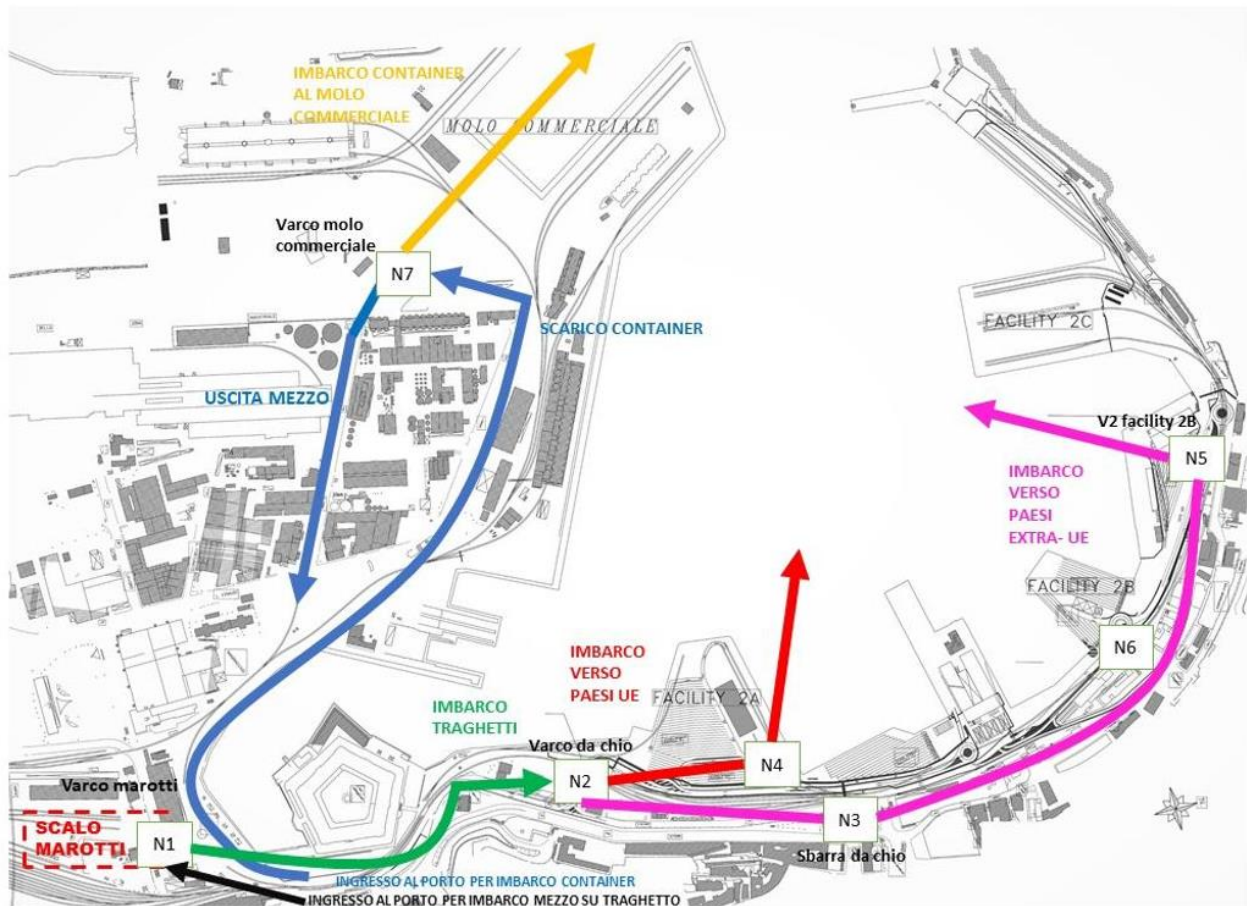 IMBARCO CONTAINER
AL MOLO
COMMERCIALE
MOLO COMMERCIALE
Varco molo
commerciale
N7
SCARICO CONTAINER
FACILITY 2C
USCITA MEZZO
V2 facility 2B
N5
IMBARCO
VERSO
PAESI
EXTRA- UE
FACILITY 2B
N6
IMBARCO
VERSO
PAESI UE
FACILITY 2A
IMBARCO
TRAGHETTI
Varco da chio
N2
N4
Varco marotti
SCALO
MAROTTI
N1
N3
Sbarra da chio
INGRESSO AL PORTO PER IMBARCO CONTAINER
INGRESSO AL PORTO PER IMBARCO MEZZO SU TRAGHETTO